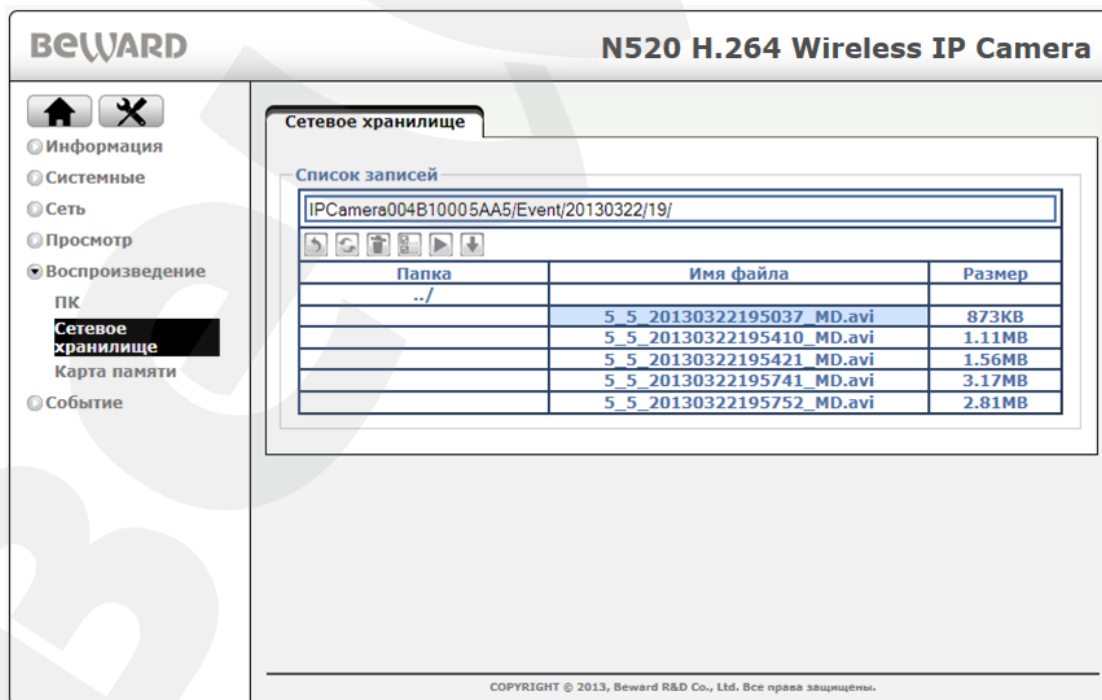 BEWARD
N520 H.264 Wireless IP Camera
Информация
Системные
Сеть
Просмотр
Воспроизведение
ПК
Сетевое
хранилище
Карта памяти
Событие
Сетевое хранилище
Список записей
IPCamera004B10005AA5/Event/20130322/19/
Папка Имя файла Размер
../
5_5_20130322195037_MD.avi 873KB
5_5_20130322195410_MD.avi 1.11MB
5_5_20130322195421_MD.avi 1.56MB
5_5_20130322195741_MD.avi 3.17MB
5_5_20130322195752_MD.avi 2.81MB
COPYRIGHT © 2013, Beward R&D Co., Ltd. Все права защищены.